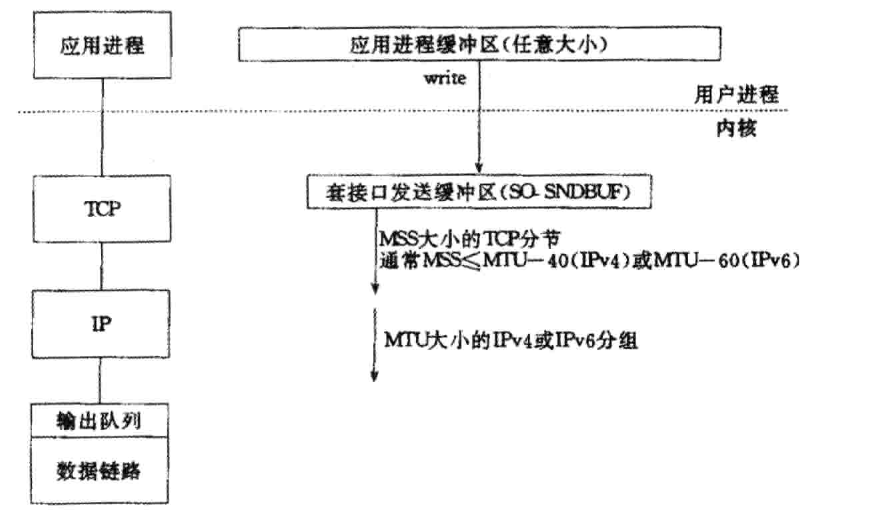 应用进程
应用进程缓冲区(任意大小)
write
用户进程
内核
TCP
套接口发送缓冲区(SO-SNDBUF)
MSS大小的TCP分节
通常MSS≤MTU-40(IPv4)或MTU-60(IPv6)
IP
MTU大小的IPv4或IPv6分组
输出队列
数据链路